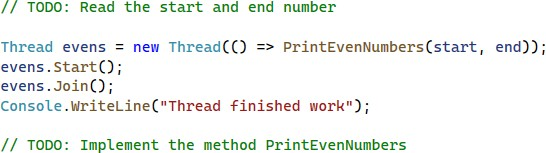 // TODO: Read the start and end number
Thread evens = new Thread(() => PrintEvenNumbers(start, end));
evens.Start();
evens.Join();
Console.WriteLine("Thread finished work");
// TODO: Implement the method PrintEvenNumbers